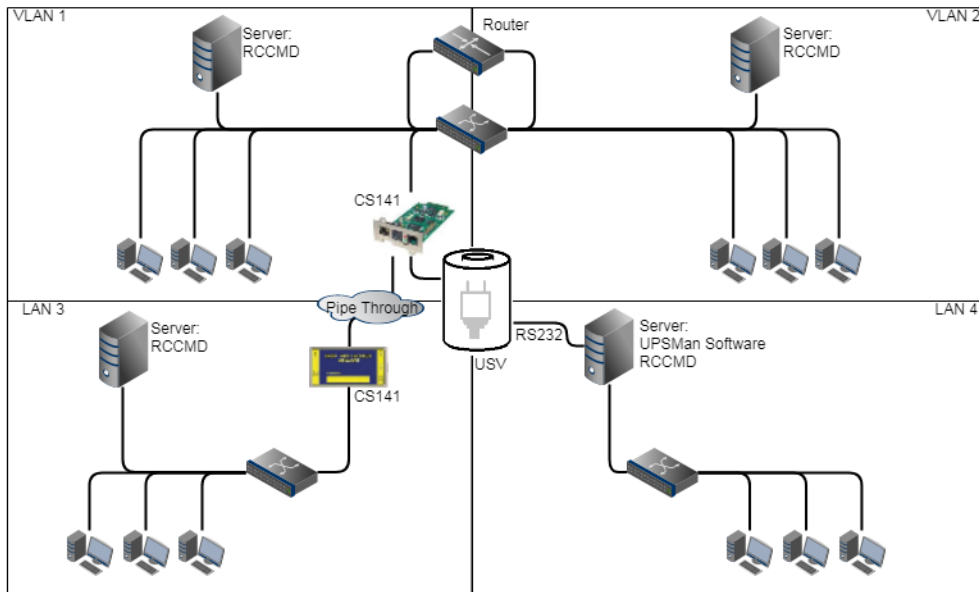 VLAN 1
Router
VLAN 2
Server:
RCCMD
Server:
RCCMD
CS141
Pipe Through
LAN 3
LAN 4
Server:
RCCMD
RS232
Server:
UPSMan Software
RCCMD
USV
CS141